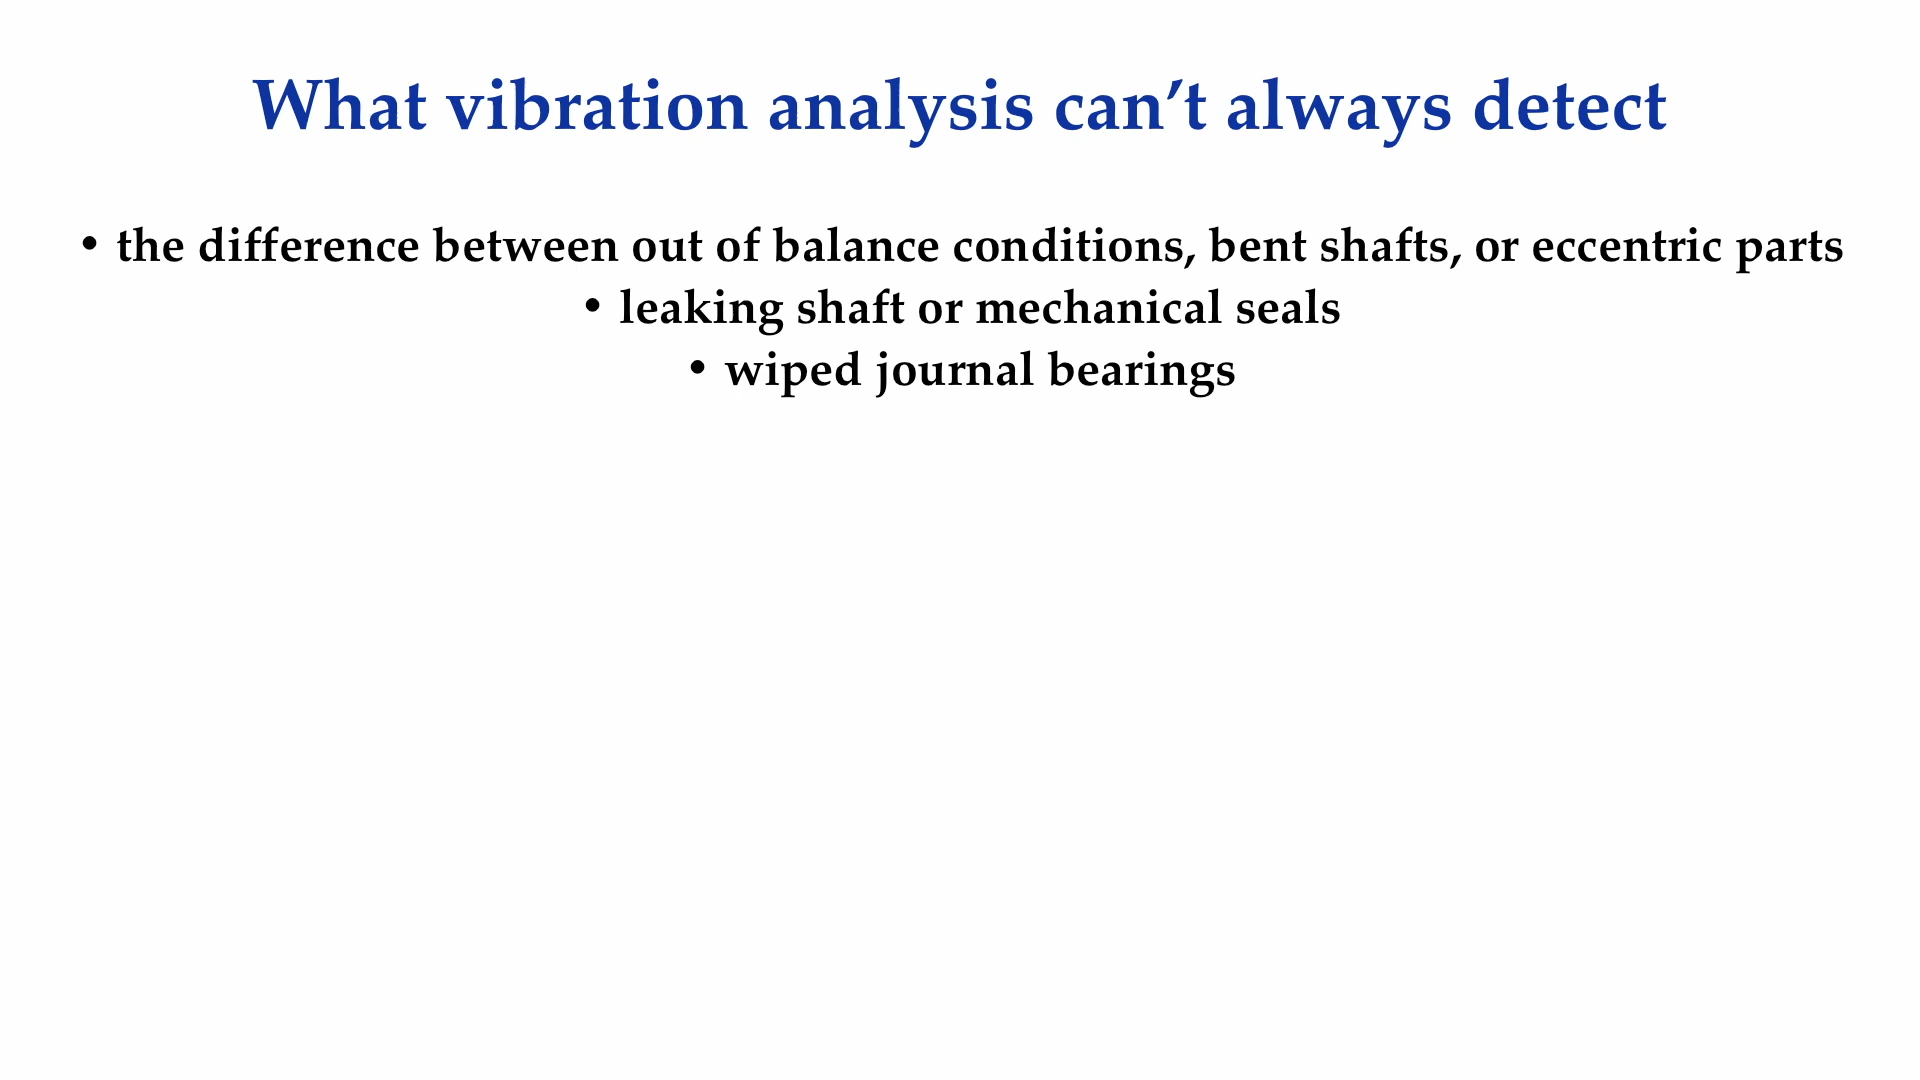 What vibration analysis can’t always detect
• the difference between out of balance conditions, bent shafts, or eccentric parts
• leaking shaft or mechanical seals
• wiped journal bearings